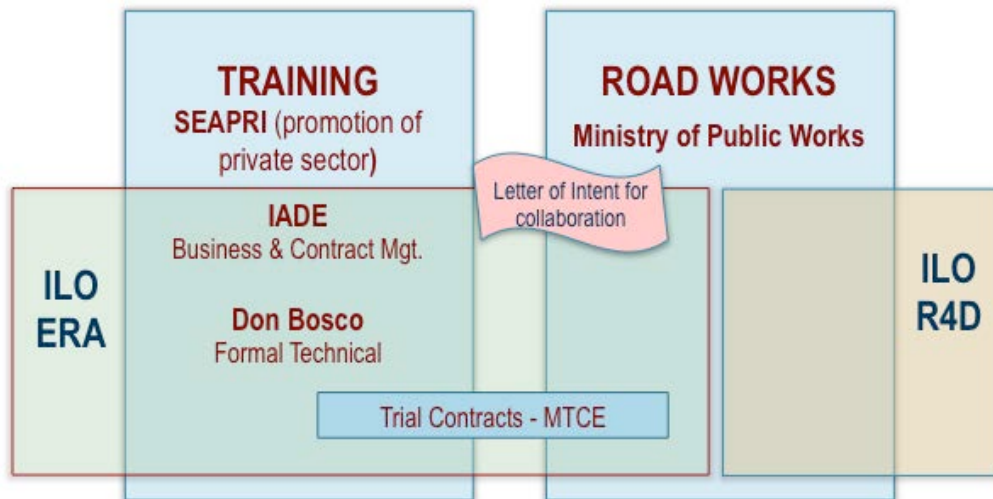 TRAINING
SEAPRI (promotion of
private sector)
ROAD WORKS
Ministry of Public Works
Letter of Intent for
collaboration
IADE
Business & Contract Mgt.
ILO
ERA
Don Bosco
Formal Technical
ILO
R4D
Trial Contracts - MTCE